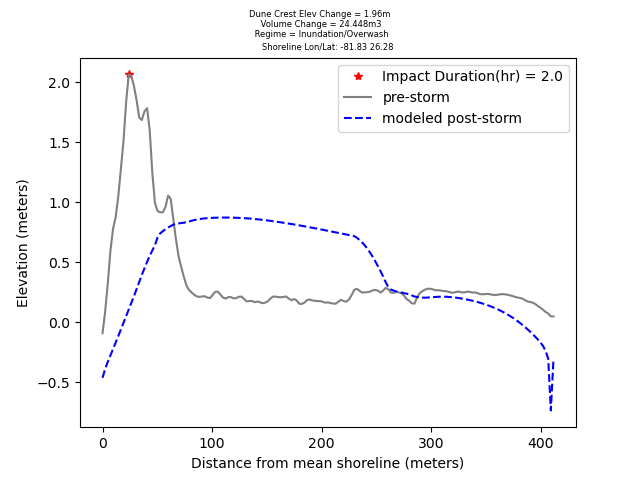 Dune Crest Elev Change = 1.96m
Volume Change = 24.448m3
Regime = Inundation/Overwash
Shoreline Lon/Lat: -81.83 26.28
Impact Duration(hr) = 2.0
pre-storm
modeled post-storm
Elevation (meters)
2.0
1.5
1.0
0.5
0.0
−0.5
0 100 200 300 400
Distance from mean shoreline (meters)